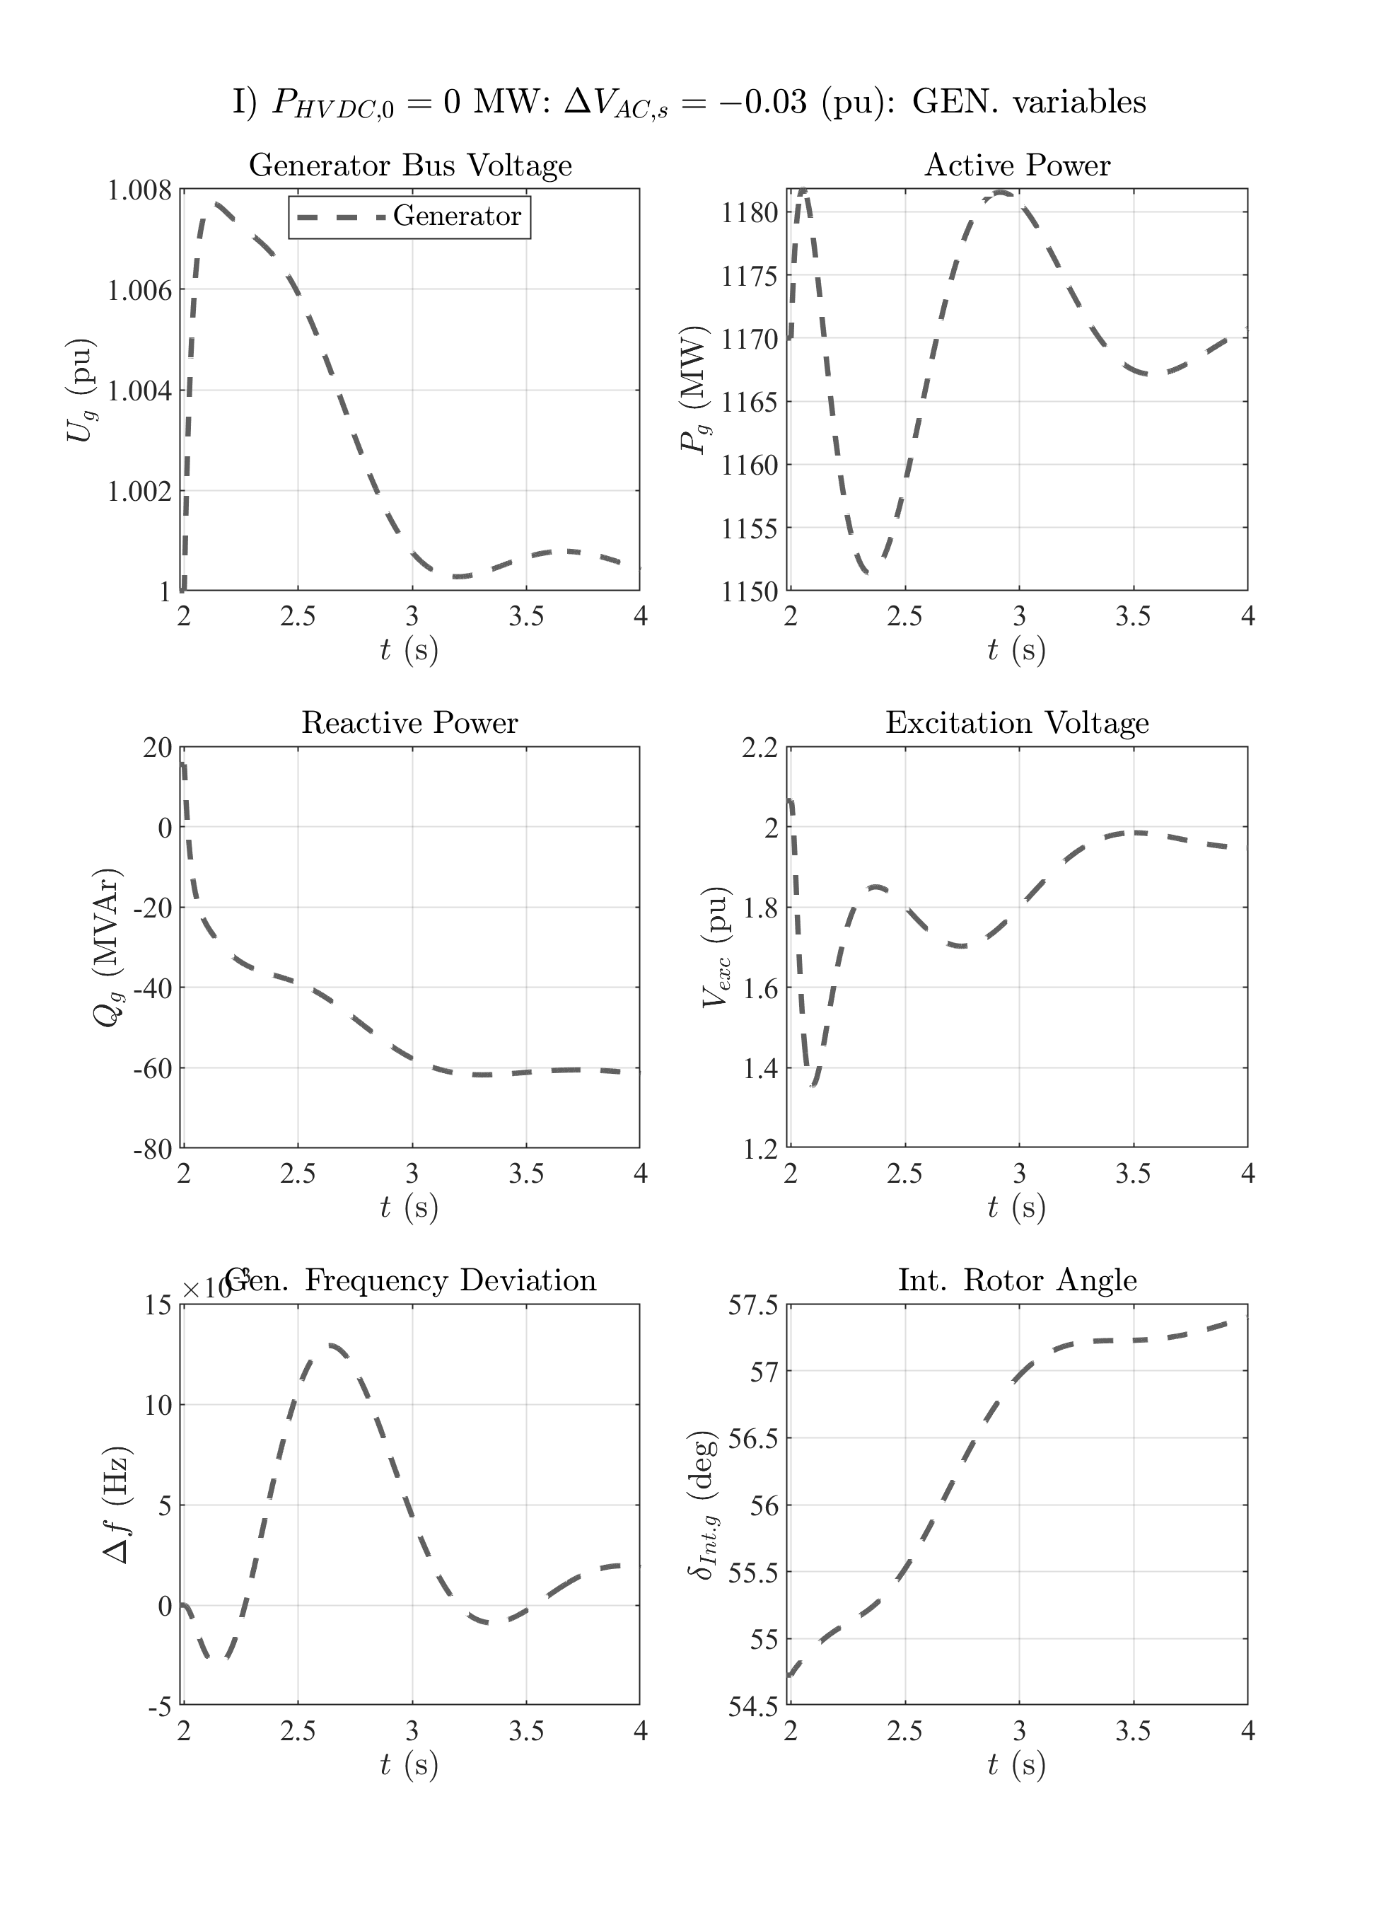 I) P_{HVDC,0} = 0 MW: ΔV_{AC,s} = −0.03 (pu): GEN. variables
Generator Bus Voltage
Generator
U_g (pu)
1.008
1.006
1.004
1.002
1
2 2.5 3 3.5 4
t (s)
Active Power
P_g (MW)
1180
1175
1170
1165
1160
1155
1150
2 2.5 3 3.5 4
t (s)
Reactive Power
Q_g (MVAr)
20
0
-20
-40
-60
-80
2 2.5 3 3.5 4
t (s)
Excitation Voltage
V_{exc} (pu)
2.2
2
1.8
1.6
1.4
1.2
2 2.5 3 3.5 4
t (s)
Gen. Frequency Deviation
×10^{-3}
Δf (Hz)
15
10
5
0
-5
2 2.5 3 3.5 4
t (s)
Int. Rotor Angle
δ_{Int.g} (deg)
57.5
57
56.5
56
55.5
55
54.5
2 2.5 3 3.5 4
t (s)